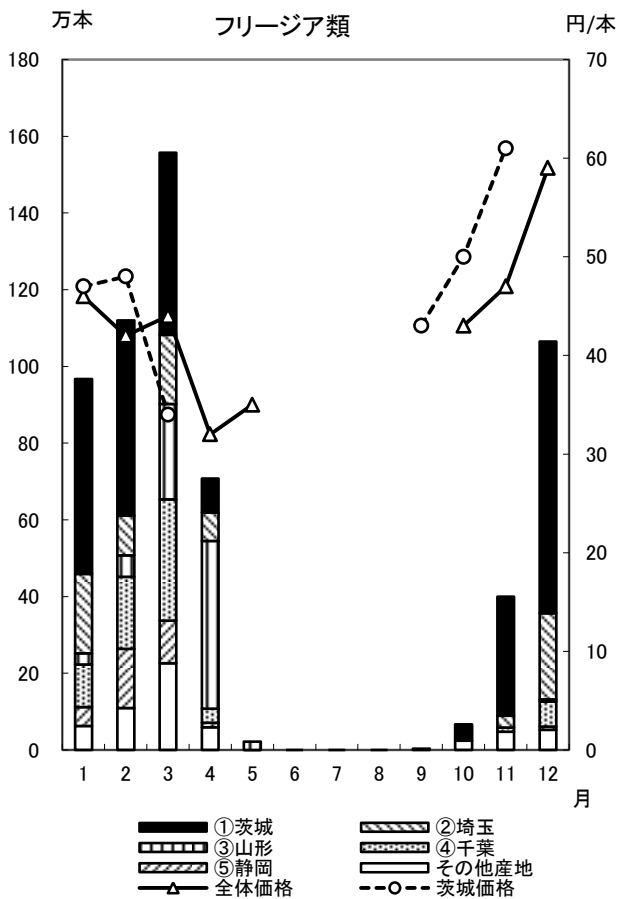 万本 フリージア類 円/本
180 70
160 60
140
120 50
100 40
80 30
60
40 20
20 10
0 0
1 2 3 4 5 6 7 8 9 10 11 12
月
①茨城 ②埼玉
③山形 ④千葉
⑤静岡 その他産地
全体価格 茨城価格